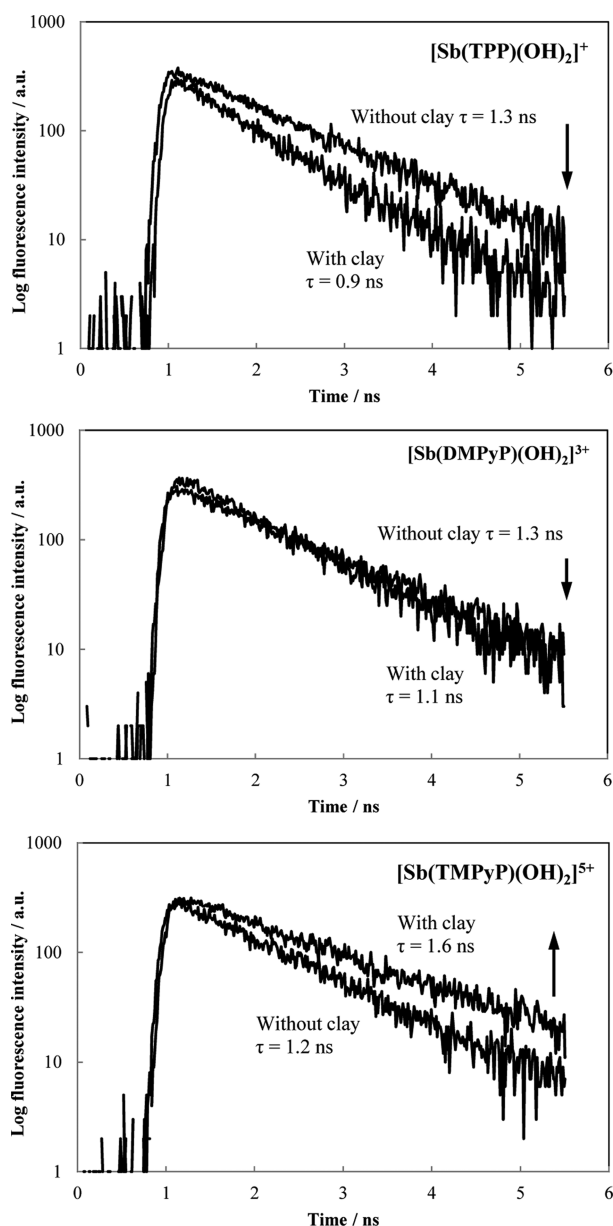 [Sb(TPP)(OH)₂]⁺
Log fluorescence intensity / a.u.
1000
100
10
1
Without clay τ = 1.3 ns
With clay
τ = 0.9 ns
0 1 2 3 4 5 6
Time / ns
[Sb(DMPyP)(OH)₂]³⁺
Log fluorescence intensity / a.u.
1000
100
10
1
Without clay τ = 1.3 ns
With clay
τ = 1.1 ns
0 1 2 3 4 5 6
Time / ns
[Sb(TMPyP)(OH)₂]⁵⁺
Log fluorescence intensity / a.u.
1000
100
10
1
With clay
τ = 1.6 ns
Without clay
τ = 1.2 ns
0 1 2 3 4 5 6
Time / ns